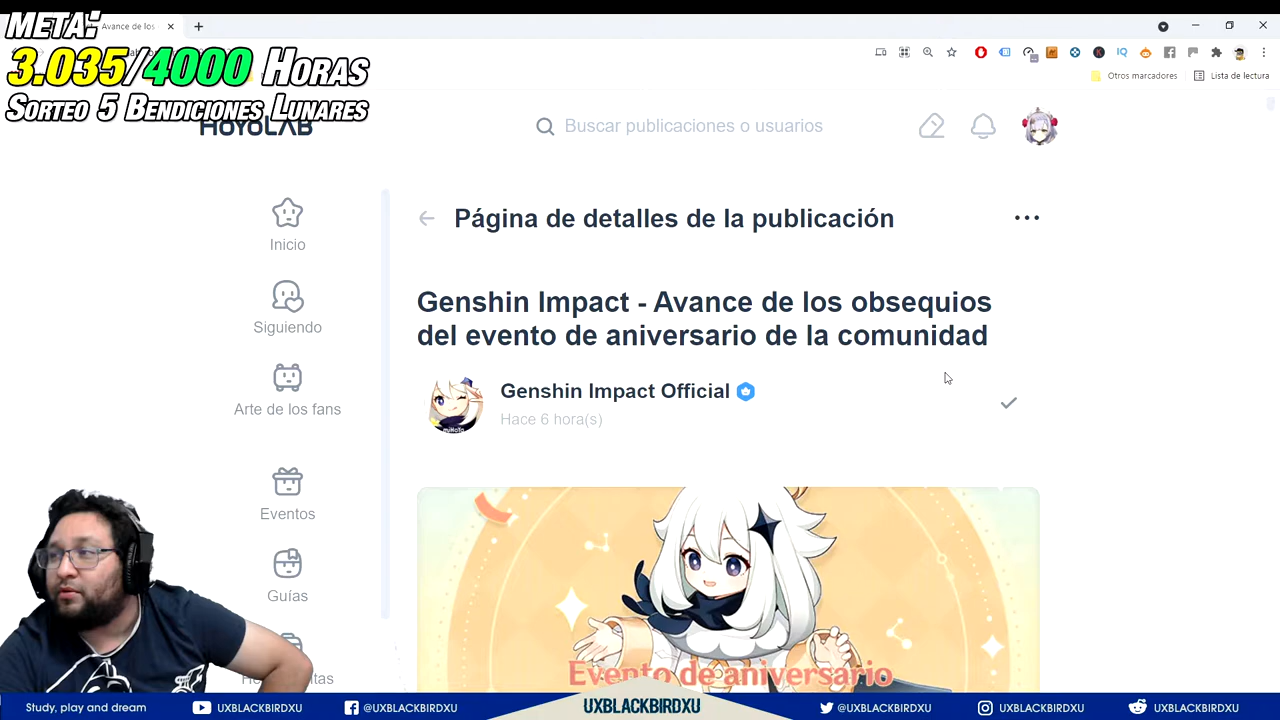 META:
3.035/4000 HORAS
SORTEO 5 BENDICIONES LUNARES
Avance de los
Otros marcadores
Lista de lectura
HOYOLAB
Buscar publicaciones o usuarios
Inicio
Siguiendo
Arte de los fans
Eventos
Guías
Página de detalles de la publicación
Genshin Impact - Avance de los obsequios
del evento de aniversario de la comunidad
Genshin Impact Official
Hace 6 hora(s)
miHoYo
Evento de aniversario
Study, play and dream
UXBLACKBIRDXU
@UXBLACKBIRDXU
UXBLACKBIRDXU
@UXBLACKBIRDXU
UXBLACKBIRDXU
UXBLACKBIRDXU